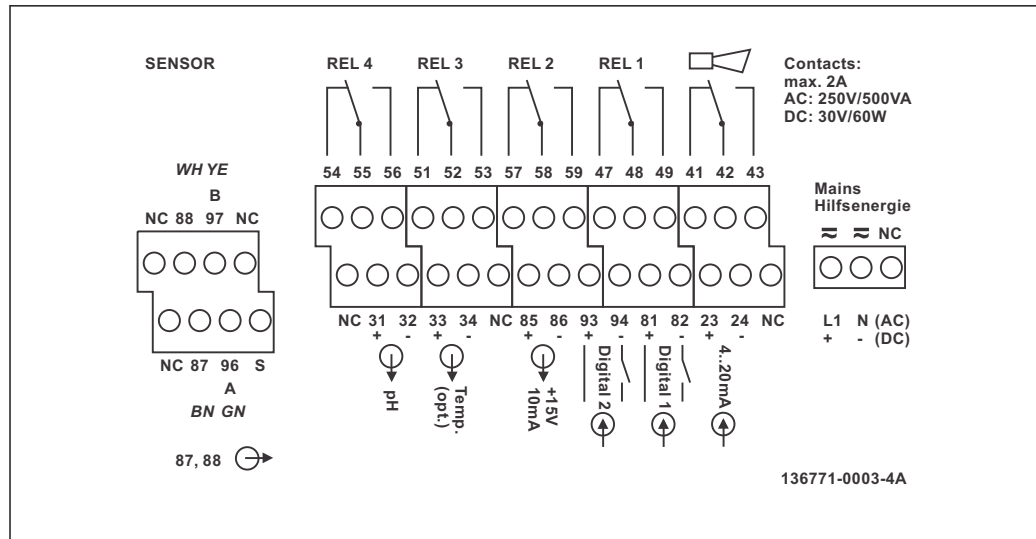 SENSOR
REL 4 REL 3 REL 2 REL 1
Contacts:
max. 2A
AC: 250V/500VA
DC: 30V/60W
54 55 56 51 52 53 57 58 59 47 48 49 41 42 43
WH YE
B
NC 88 97 NC
Mains
Hilfsenergie
≂ ≂ NC
NC 31 32 33 34 NC 85 86 93 94 81 82 23 24 NC
+ - + - + - + - + - + -
L1 N (AC)
+ - (DC)
NC 87 96 S
A
BN GN
pH
Temp.
(opt.)
+15V
10mA
Digital 2
Digital 1
4..20mA
87, 88
136771-0003-4A